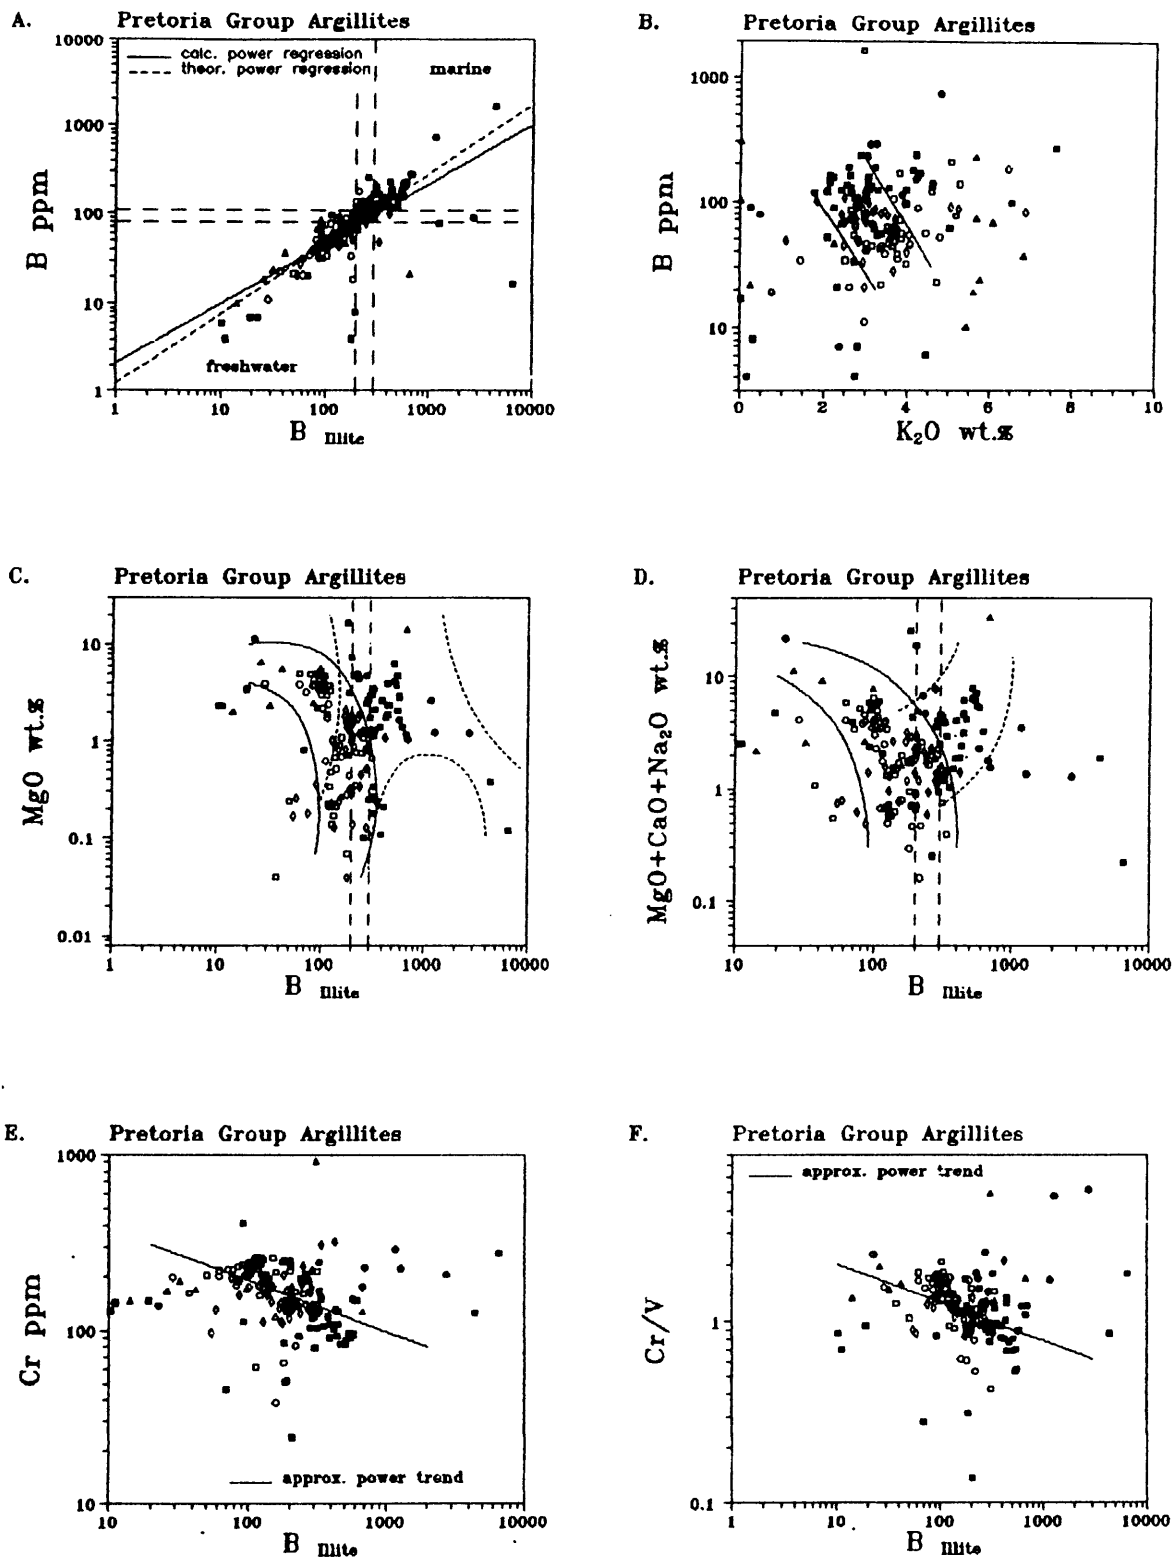 A.
Pretoria Group Argillites
10000
1000
100
10
1
B ppm
calc. power regression
theor. power regression
marine
freshwater
1 10 100 1000 10000
B Illite
B.
Pretoria Group Argillites
1000
100
10
B ppm
0 2 4 6 8 10
K₂O wt.%
C.
Pretoria Group Argillites
10
1
0.1
0.01
MgO wt.%
1 10 100 1000 10000
B Illite
D.
Pretoria Group Argillites
10
1
0.1
MgO+CaO+Na₂O wt.%
10 100 1000 10000
B Illite
E.
Pretoria Group Argillites
1000
100
10
Cr ppm
approx. power trend
10 100 1000 10000
B Illite
F.
Pretoria Group Argillites
approx. power trend
1
0.1
Cr/V
1 10 100 1000 10000
B Illite